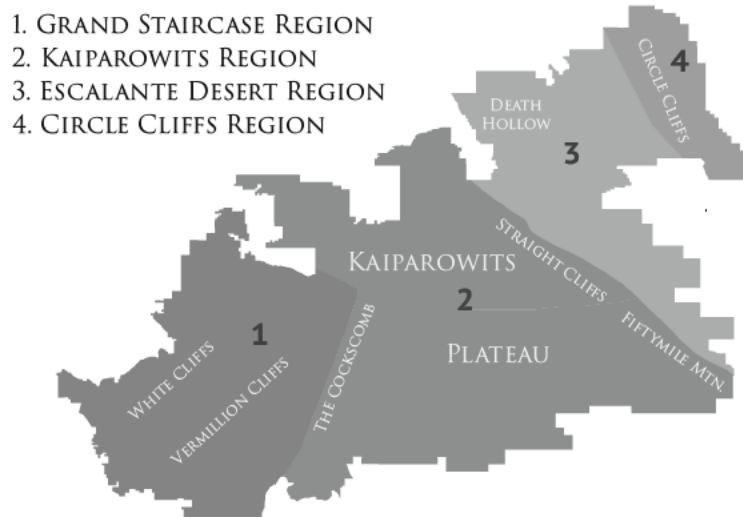 1. Grand Staircase Region
2. Kaiparowits Region
3. Escalante Desert Region
4. Circle Cliffs Region
Circle Cliffs
4
Death
Hollow
3
Straight Cliffs
Kaiparowits
2
Fiftymile Mtn.
Plateau
1
White Cliffs
Vermillion Cliffs
The Cockscomb